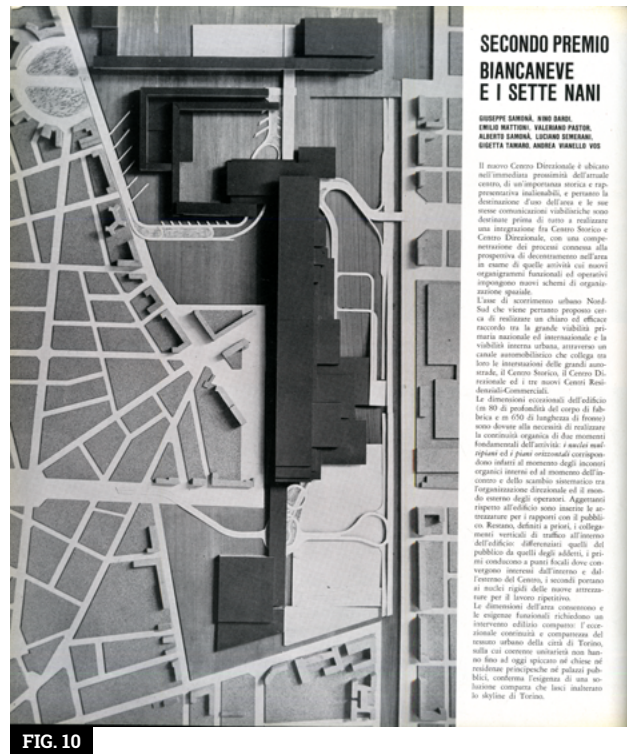 SECONDO PREMIO
BIANCANEVE
E I SETTE NANI
GIUSEPPE SAMONÀ, NINO DARDI,
EMILIO MATTIONI, VALERIANO PASTOR,
ALBERTO SAMONÀ, LUCIANO SEMERANI,
GIGETTA TAMARO, ANDREA VIANELLO VOS
Il nuovo Centro Direzionale è ubicato
nell'immediata prossimità dell'attuale
centro, di un'importanza storica e rap-
presentativa inalienabili, e pertanto la
destinazione d'uso dell'area e le sue
stesse comunicazioni viabilistiche sono
destinate prima di tutto a realizzare
una integrazione fra Centro Storico e
Centro Direzionale, con una compe-
netrazione dei processi connessa alla
prospettiva di decentramento nell'area
in esame di quelle attività cui nuovi
organigrammi funzionali ed operativi
impongono nuovi schemi di organiz-
zazione spaziale.
L'asse di scorrimento urbano Nord-
Sud che viene pertanto proposto cer-
ca di realizzare un chiaro ed efficace
raccordo tra la grande viabilità pri-
maria nazionale ed internazionale e la
viabilità interna urbana, attraverso un
canale automobilistico che collega tra
loro le intersezioni delle grandi auto-
strade, il Centro Storico, il Centro Di-
rezionale ed i tre nuovi Centri Resi-
denziali-Commerciali.
Le dimensioni eccezionali dell'edificio
(m 80 di profondità del corpo di fab-
brica e m 650 di lunghezza di fronte)
sono dovute alla necessità di realizzare
la continuità organica di due momenti
fondamentali dell'attività: i nuclei mul-
tipiani ed i piani orizzontali corrispon-
dono infatti al momento degli incontri
organici interni ed al momento dell'in-
contro e dello scambio sistematico tra
l'organizzazione direzionale ed il mon-
do esterno degli operatori. Aggettanti
rispetto all'edificio sono inserite le at-
trezzature per i rapporti con il pubbli-
co. Restano, definiti a priori, i collega-
menti verticali di traffico all'interno
dell'edificio: differenziati quelli del
pubblico da quelli degli addetti, i pri-
mi conducono a punti focali dove con-
vergono interessi dall'interno e dal-
l'esterno del Centro, i secondi portano
ai nuclei rigidi delle nuove attrezza-
ture per il lavoro ripetitivo.
Le dimensioni dell'area consentono e
le esigenze funzionali richiedono un
intervento edilizio compatto: l'ecce-
zionale continuità e compattezza del
tessuto urbano della città di Torino,
sulla cui coerente unitarietà non han-
no fino ad oggi spiccato né chiese né
residenze principesche né palazzi pub-
blici, conferma l'esigenza di una so-
luzione compatta che lasci inalterato
lo skyline di Torino.
FIG. 10